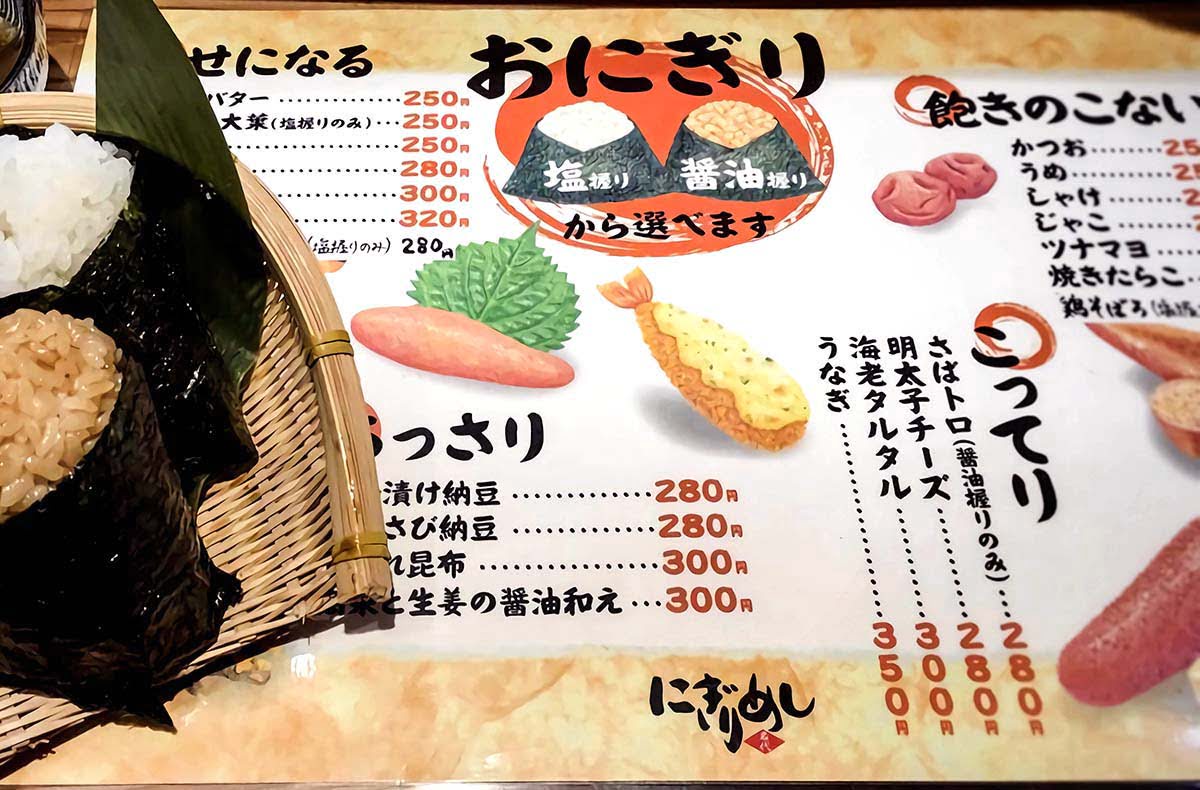 せになる
バター 250円
大葉(塩握りのみ) 250円
250円
280円
300円
320円
(塩握りのみ) 280円
おにぎり
塩握り 醤油握り
から選べます
飽きのこない
かつお 25
うめ 25
しゃけ 2
じゃこ
ツナマヨ
焼きたらこ
鶏そぼろ(塩握
こってり
さばトロ(醤油握りのみ) 280円
明太子チーズ 280円
海老タルタル 300円
うなぎ 350円
っさり
漬け納豆 280円
さび納豆 280円
れ昆布 300円
と生姜の醤油和え 300円
にぎりめし
名代